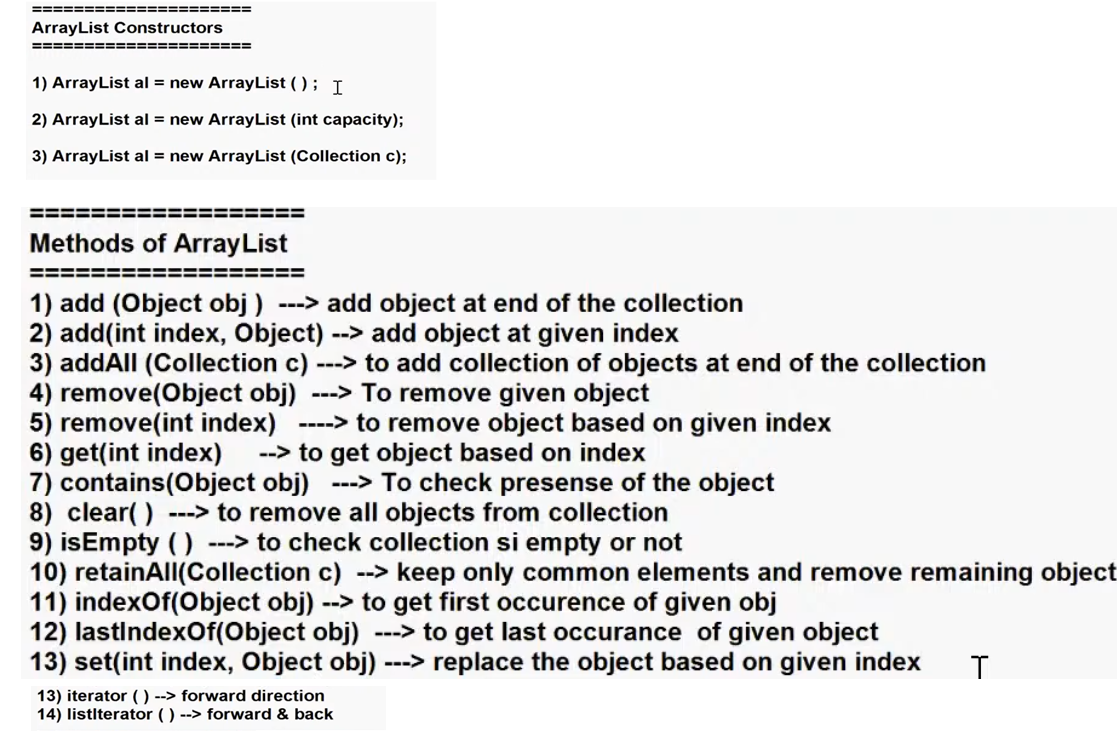 =====================
ArrayList Constructors
=====================
1) ArrayList al = new ArrayList ( ) ;
2) ArrayList al = new ArrayList (int capacity);
3) ArrayList al = new ArrayList (Collection c);
==================
Methods of ArrayList
==================
1) add (Object obj )  ---> add object at end of the collection
2) add(int index, Object) --> add object at given index
3) addAll (Collection c) ---> to add collection of objects at end of the collection
4) remove(Object obj)  ---> To remove given object
5) remove(int index)   ----> to remove object based on given index
6) get(int index)     --> to get object based on index
7) contains(Object obj)   ---> To check presense of the object
8)  clear( )  ---> to remove all objects from collection
9) isEmpty ( )  ---> to check collection si empty or not
10) retainAll(Collection c)  --> keep only common elements and remove remaining object
11) indexOf(Object obj) --> to get first occurence of given obj
12) lastIndexOf(Object obj)  ---> to get last occurance  of given object
13) set(int index, Object obj) ---> replace the object based on given index
13) iterator ( ) --> forward direction
14) listIterator ( ) --> forward & back